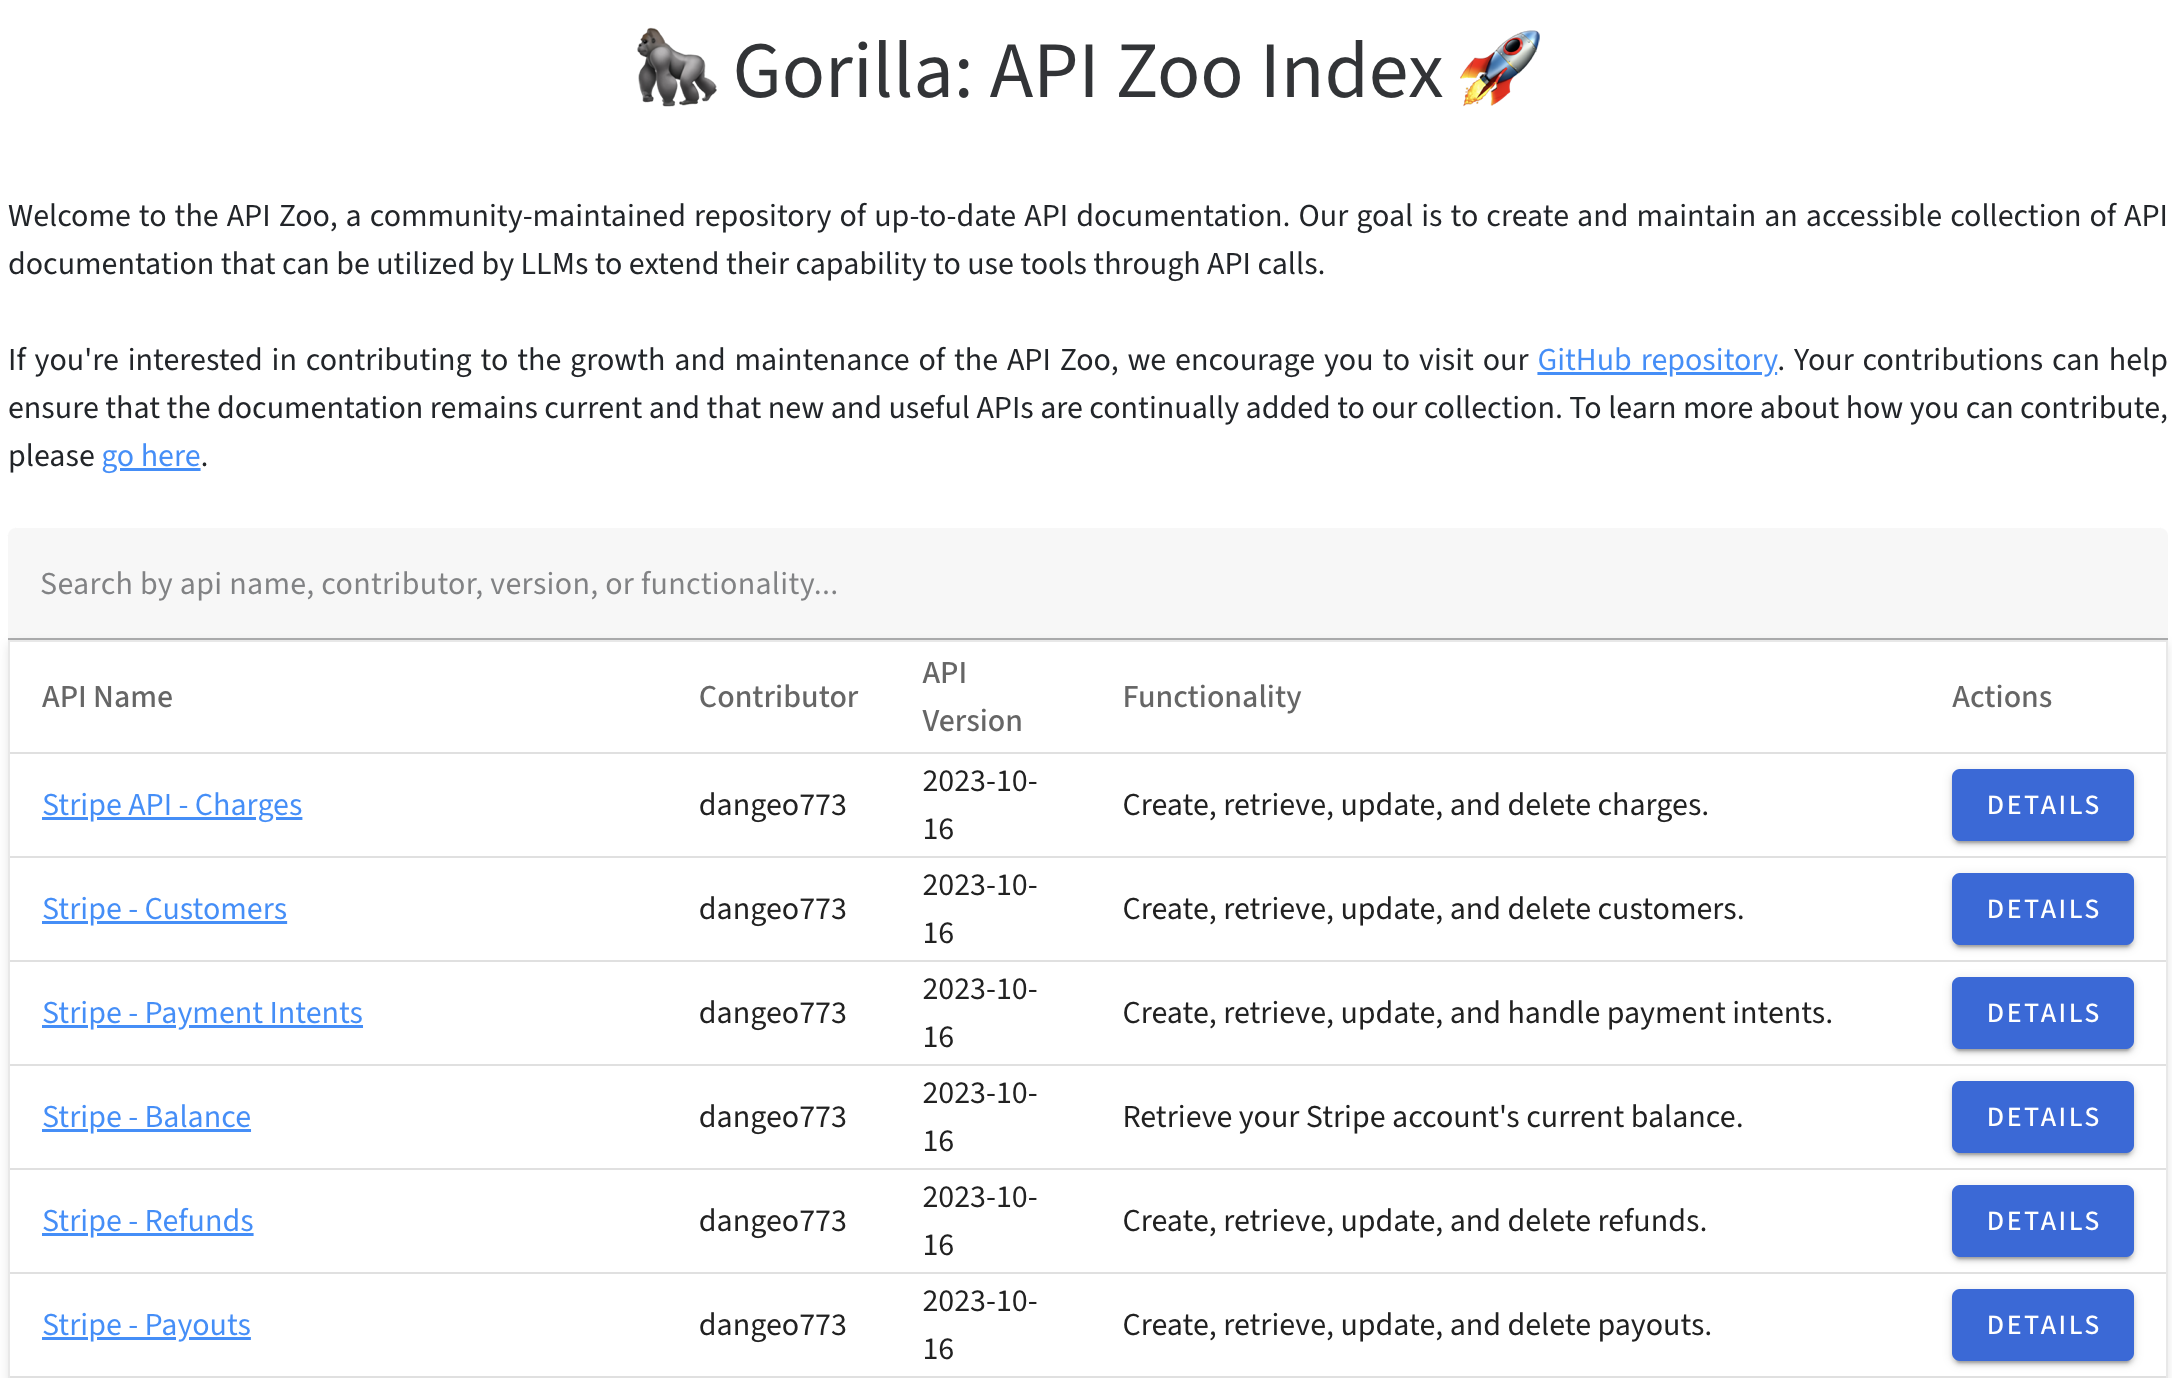 Gorilla: API Zoo Index
Welcome to the API Zoo, a community-maintained repository of up-to-date API documentation. Our goal is to create and maintain an accessible collection of API
documentation that can be utilized by LLMs to extend their capability to use tools through API calls.
If you're interested in contributing to the growth and maintenance of the API Zoo, we encourage you to visit our GitHub repository. Your contributions can help
ensure that the documentation remains current and that new and useful APIs are continually added to our collection. To learn more about how you can contribute,
please go here.
Search by api name, contributor, version, or functionality...
API Name
Contributor
API
Version
Functionality
Actions
Stripe API - Charges
dangeo773
2023-10-
16
Create, retrieve, update, and delete charges.
DETAILS
Stripe - Customers
dangeo773
2023-10-
16
Create, retrieve, update, and delete customers.
DETAILS
Stripe - Payment Intents
dangeo773
2023-10-
16
Create, retrieve, update, and handle payment intents.
DETAILS
Stripe - Balance
dangeo773
2023-10-
16
Retrieve your Stripe account's current balance.
DETAILS
Stripe - Refunds
dangeo773
2023-10-
16
Create, retrieve, update, and delete refunds.
DETAILS
Stripe - Payouts
dangeo773
2023-10-
16
Create, retrieve, update, and delete payouts.
DETAILS